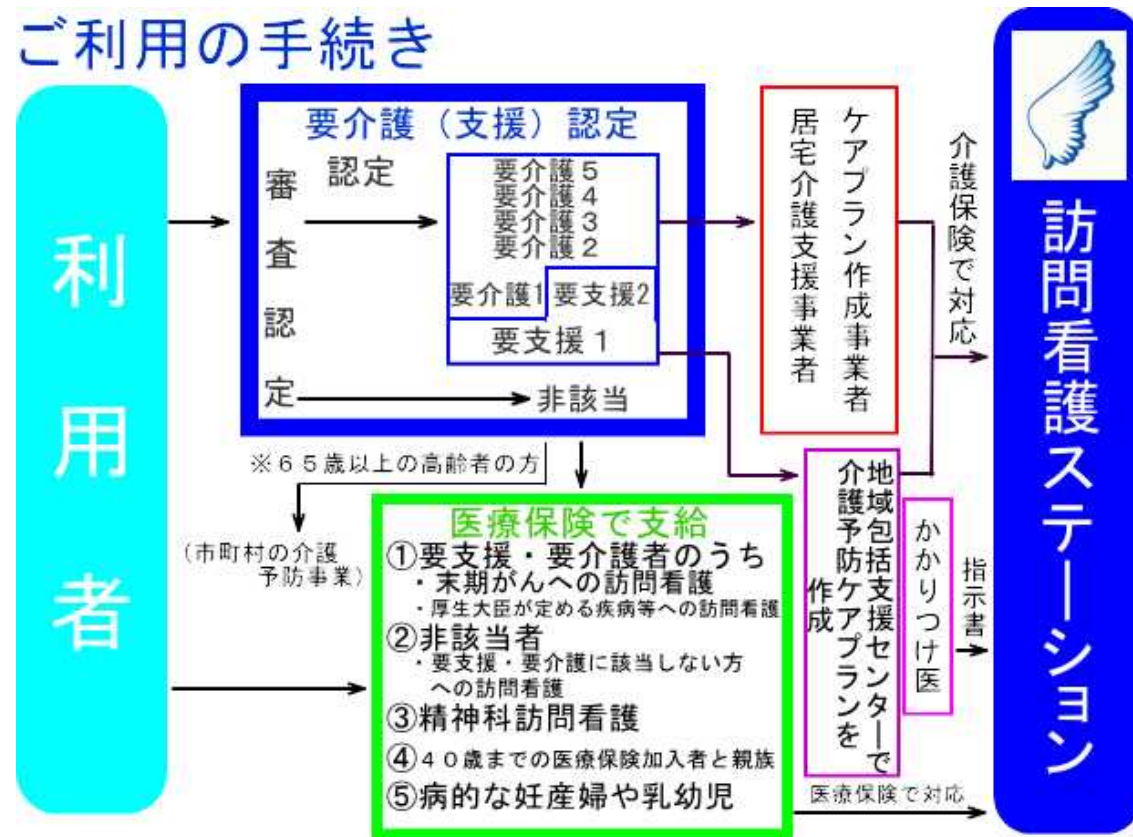 ご利用の手続き
利用者
要介護（支援）認定
審査認定
認定
要介護５
要介護４
要介護３
要介護２
要介護1
要支援2
要支援１
非該当
※６５歳以上の高齢者の方
（市町村の介護
予防事業）
医療保険で支給
①要支援・要介護者のうち
・末期がんへの訪問看護
・厚生大臣が定める疾病等への訪問看護
②非該当者
・要支援・要介護に該当しない方
への訪問看護
③精神科訪問看護
④４０歳までの医療保険加入者と親族
⑤病的な妊産婦や乳幼児
ケアプラン作成事業者
居宅介護支援事業者
介護保険で対応
地域包括支援センターで
介護予防ケアプランを
作成
かかりつけ医
指示書
医療保険で対応
訪問看護ステーション